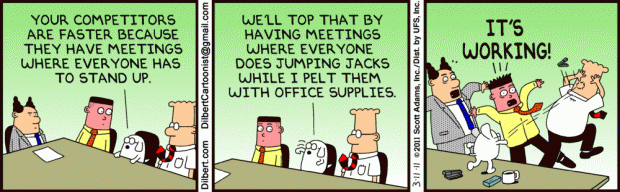 YOUR COMPETITORS
ARE FASTER BECAUSE
THEY HAVE MEETINGS
WHERE EVERYONE HAS
TO STAND UP.
Dilbert.com DilbertCartoonist@gmail.com
WE'LL TOP THAT BY
HAVING MEETINGS
WHERE EVERYONE
DOES JUMPING JACKS
WHILE I PELT THEM
WITH OFFICE SUPPLIES.
3-11-11 ©2011 Scott Adams, Inc./Dist. by UFS, Inc.
IT'S
WORKING!